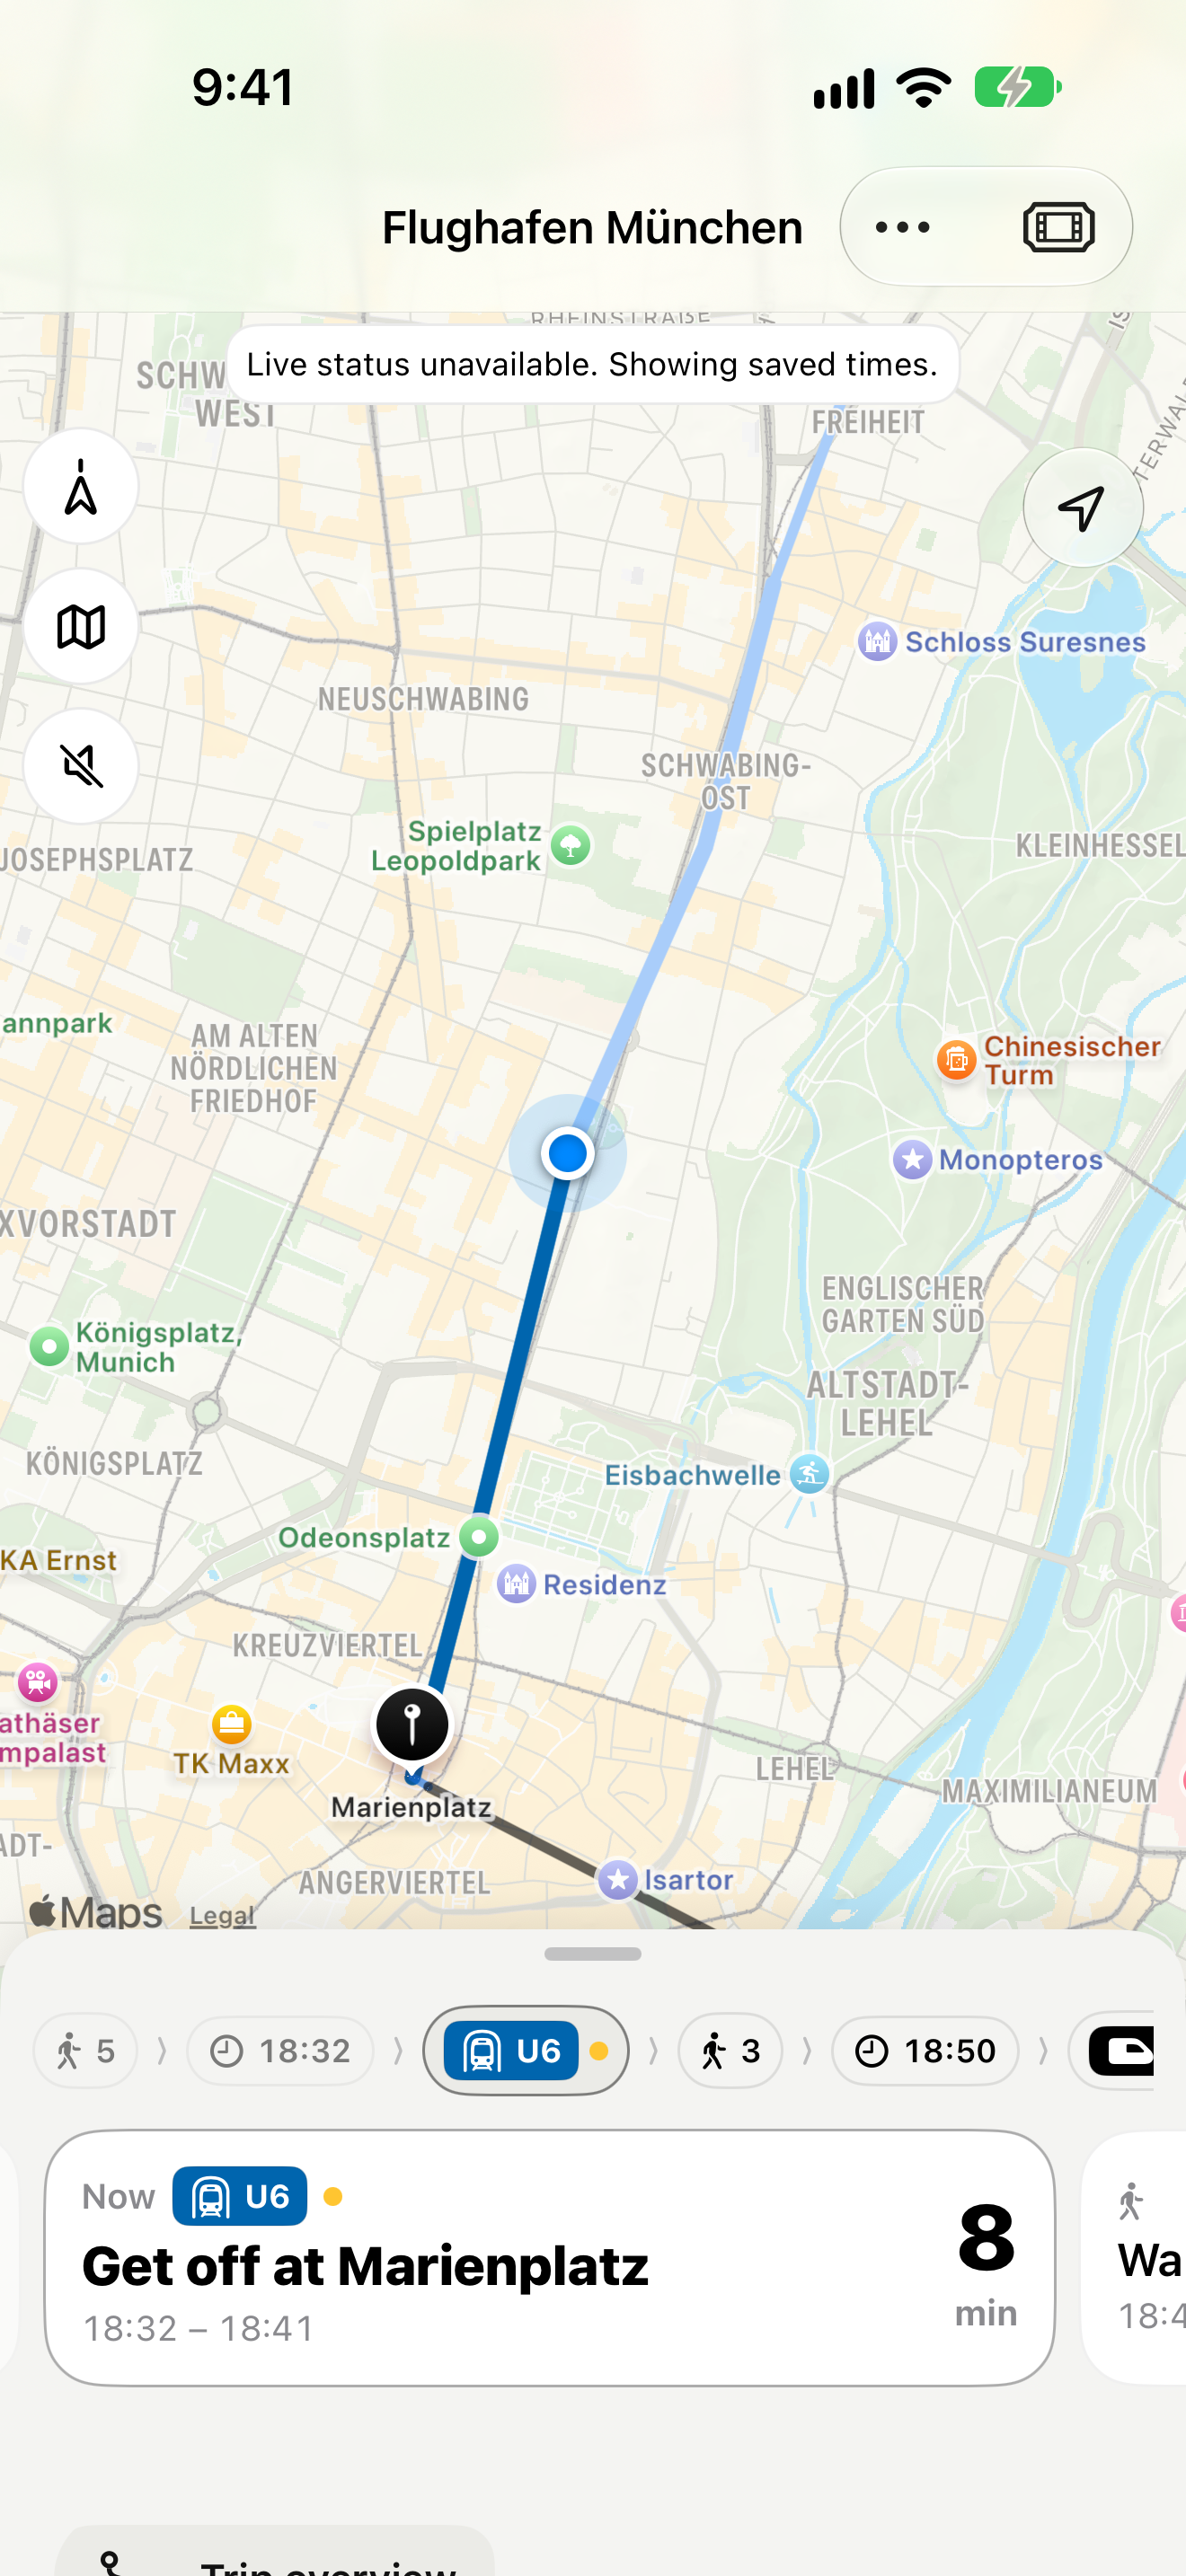 9:41
Flughafen München
RHEINSTRAßE
Live status unavailable. Showing saved times.
WEST
FREIHEIT
Schloss Suresnes
NEUSCHWABING
SCHWABING-
OST
Spielplatz
Leopoldpark
JOSEPHSPLATZ
KLEINHESSEL
annpark
AM ALTEN
NÖRDLICHEN
FRIEDHOF
Chinesischer
Turm
Monopteros
XVORSTADT
ENGLISCHER
GARTEN SÜD
Königsplatz,
Munich
ALTSTADT-
LEHEL
KÖNIGSPLATZ
Eisbachwelle
Odeonsplatz
KA Ernst
Residenz
KREUZVIERTEL
athäser
mpalast
TK Maxx
LEHEL
MAXIMILIANEUM
Marienplatz
ADT-
ANGERVIERTEL
Isartor
Maps
Legal
5
18:32
U6
3
18:50
Now
U6
Get off at Marienplatz
18:32 – 18:41
8
min
Wa
18:4
Trip overview